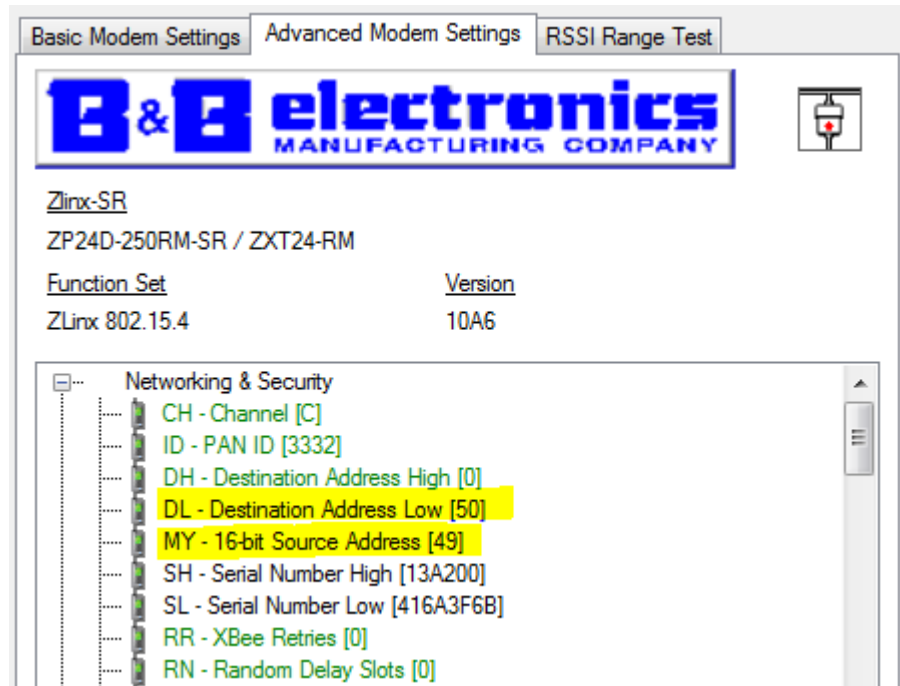 Basic Modem Settings Advanced Modem Settings RSSI Range Test
B&B electronics
MANUFACTURING COMPANY
Zlinx-SR
ZP24D-250RM-SR / ZXT24-RM
Function Set Version
ZLinx 802.15.4 10A6
Networking & Security
CH - Channel [C]
ID - PAN ID [3332]
DH - Destination Address High [0]
DL - Destination Address Low [50]
MY - 16-bit Source Address [49]
SH - Serial Number High [13A200]
SL - Serial Number Low [416A3F6B]
RR - XBee Retries [0]
RN - Random Delay Slots [0]